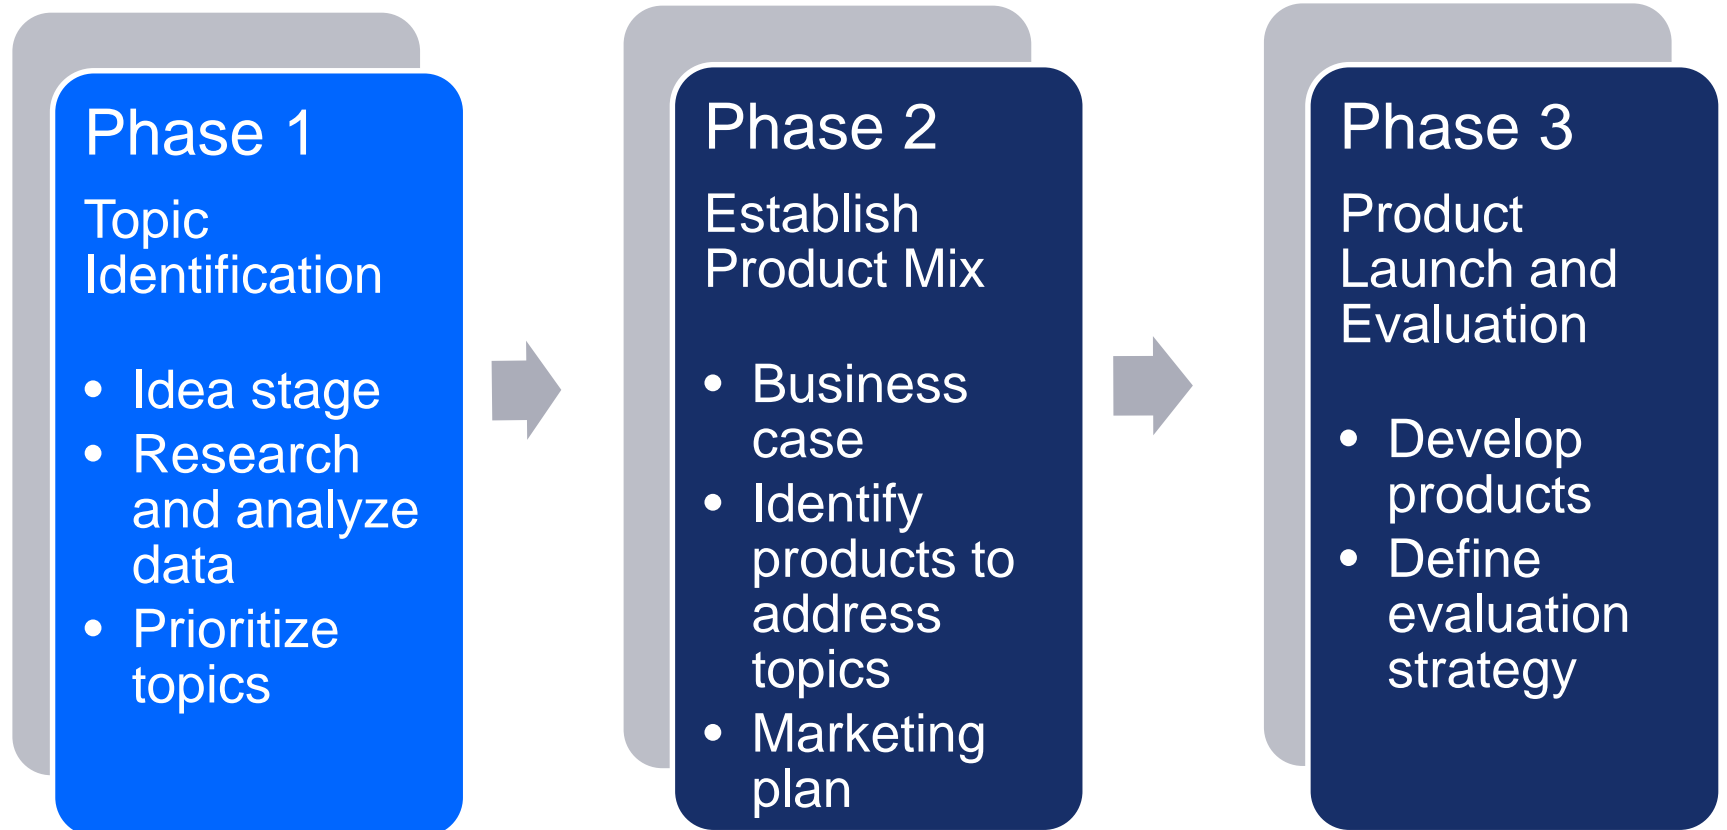 Phase 1
Topic
Identification
• Idea stage
• Research
and analyze
data
• Prioritize
topics
Phase 2
Establish
Product Mix
• Business
case
• Identify
products to
address
topics
• Marketing
plan
Phase 3
Product
Launch and
Evaluation
• Develop
products
• Define
evaluation
strategy